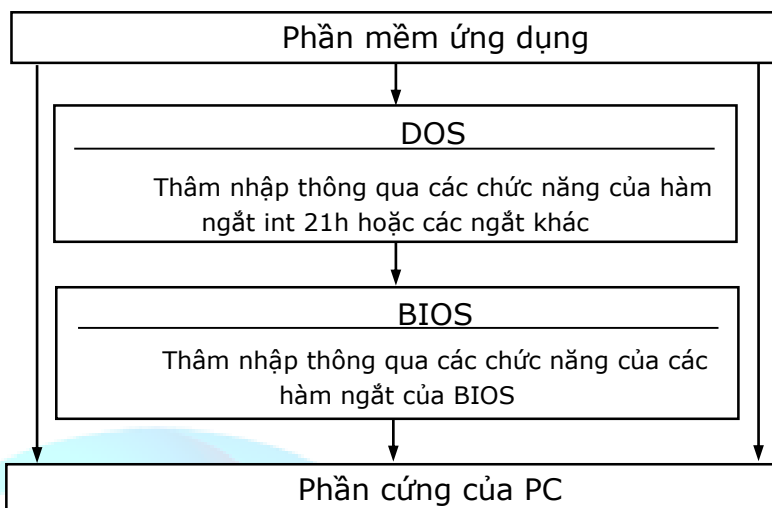 Phần mềm ứng dụng
DOS
Thâm nhập thông qua các chức năng của hàm
ngắt int 21h hoặc các ngắt khác
BIOS
Thâm nhập thông qua các chức năng của các
hàm ngắt của BIOS
Phần cứng của PC